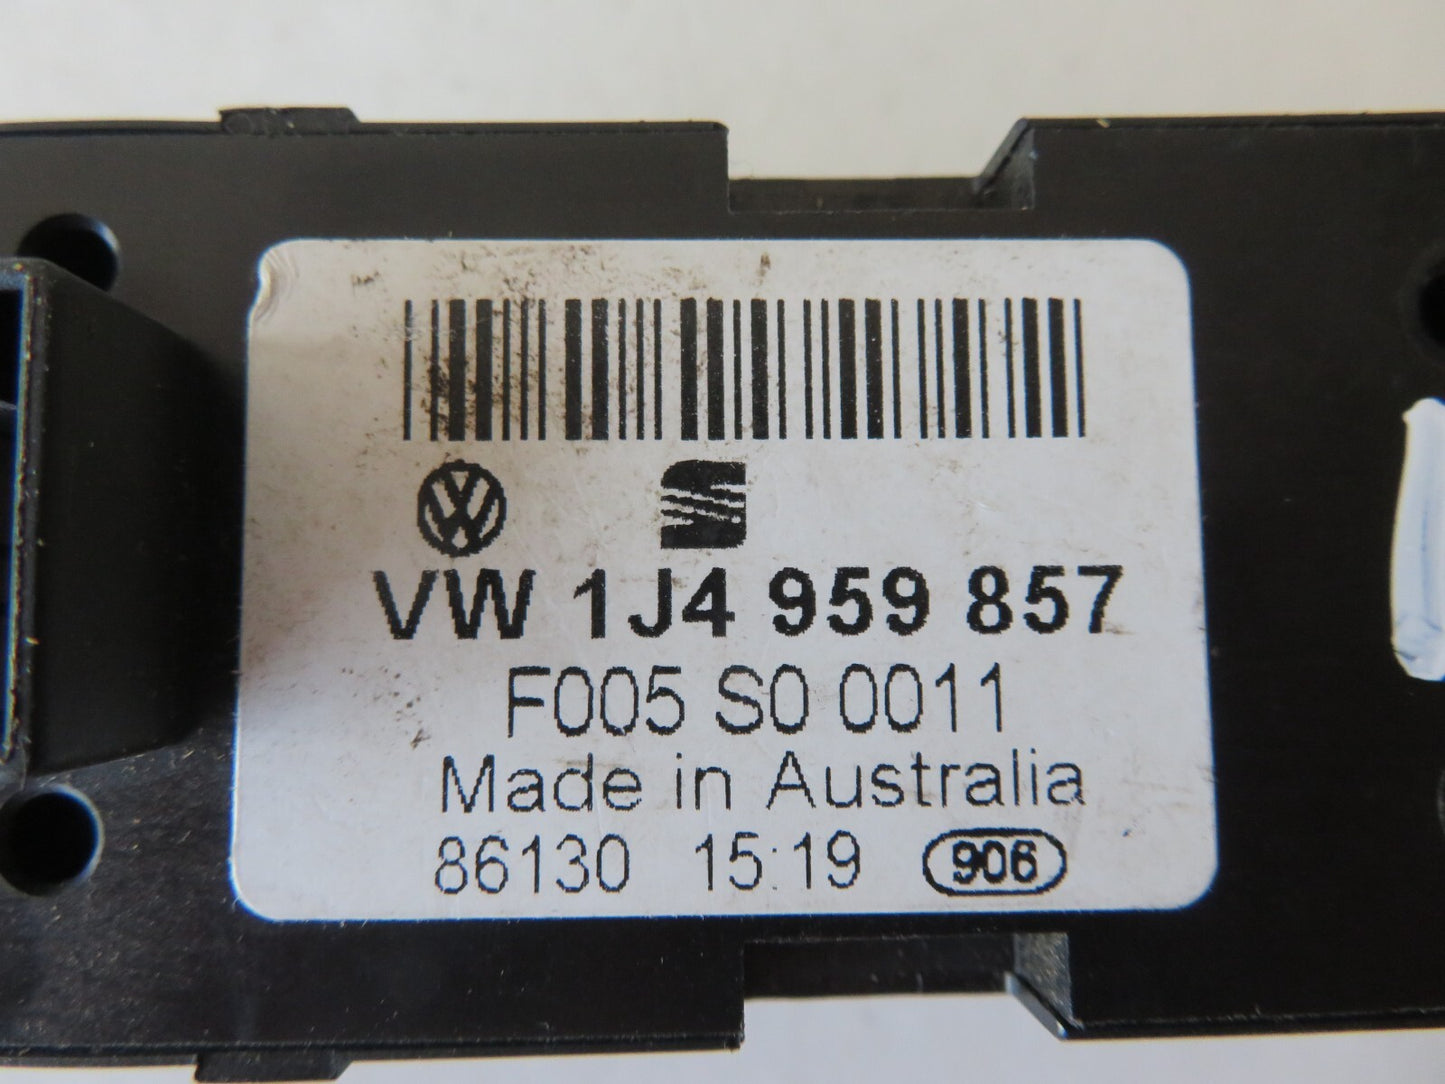 VW 1J4 959 857
F005 S0 0011
Made in Australia
86130 15:19 906